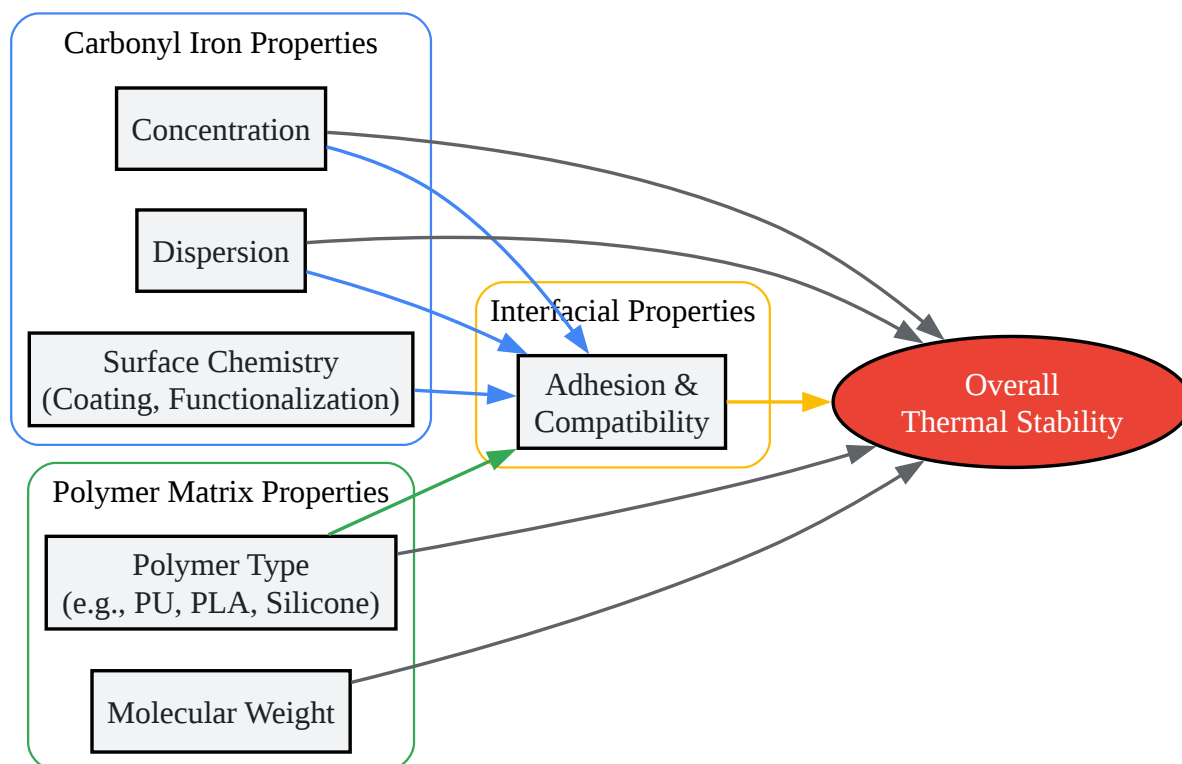 Carbonyl Iron Properties
Concentration
Dispersion
Surface Chemistry
(Coating, Functionalization)
Interfacial Properties
Adhesion &
Compatibility
Overall
Thermal Stability
Polymer Matrix Properties
Polymer Type
(e.g., PU, PLA, Silicone)
Molecular Weight